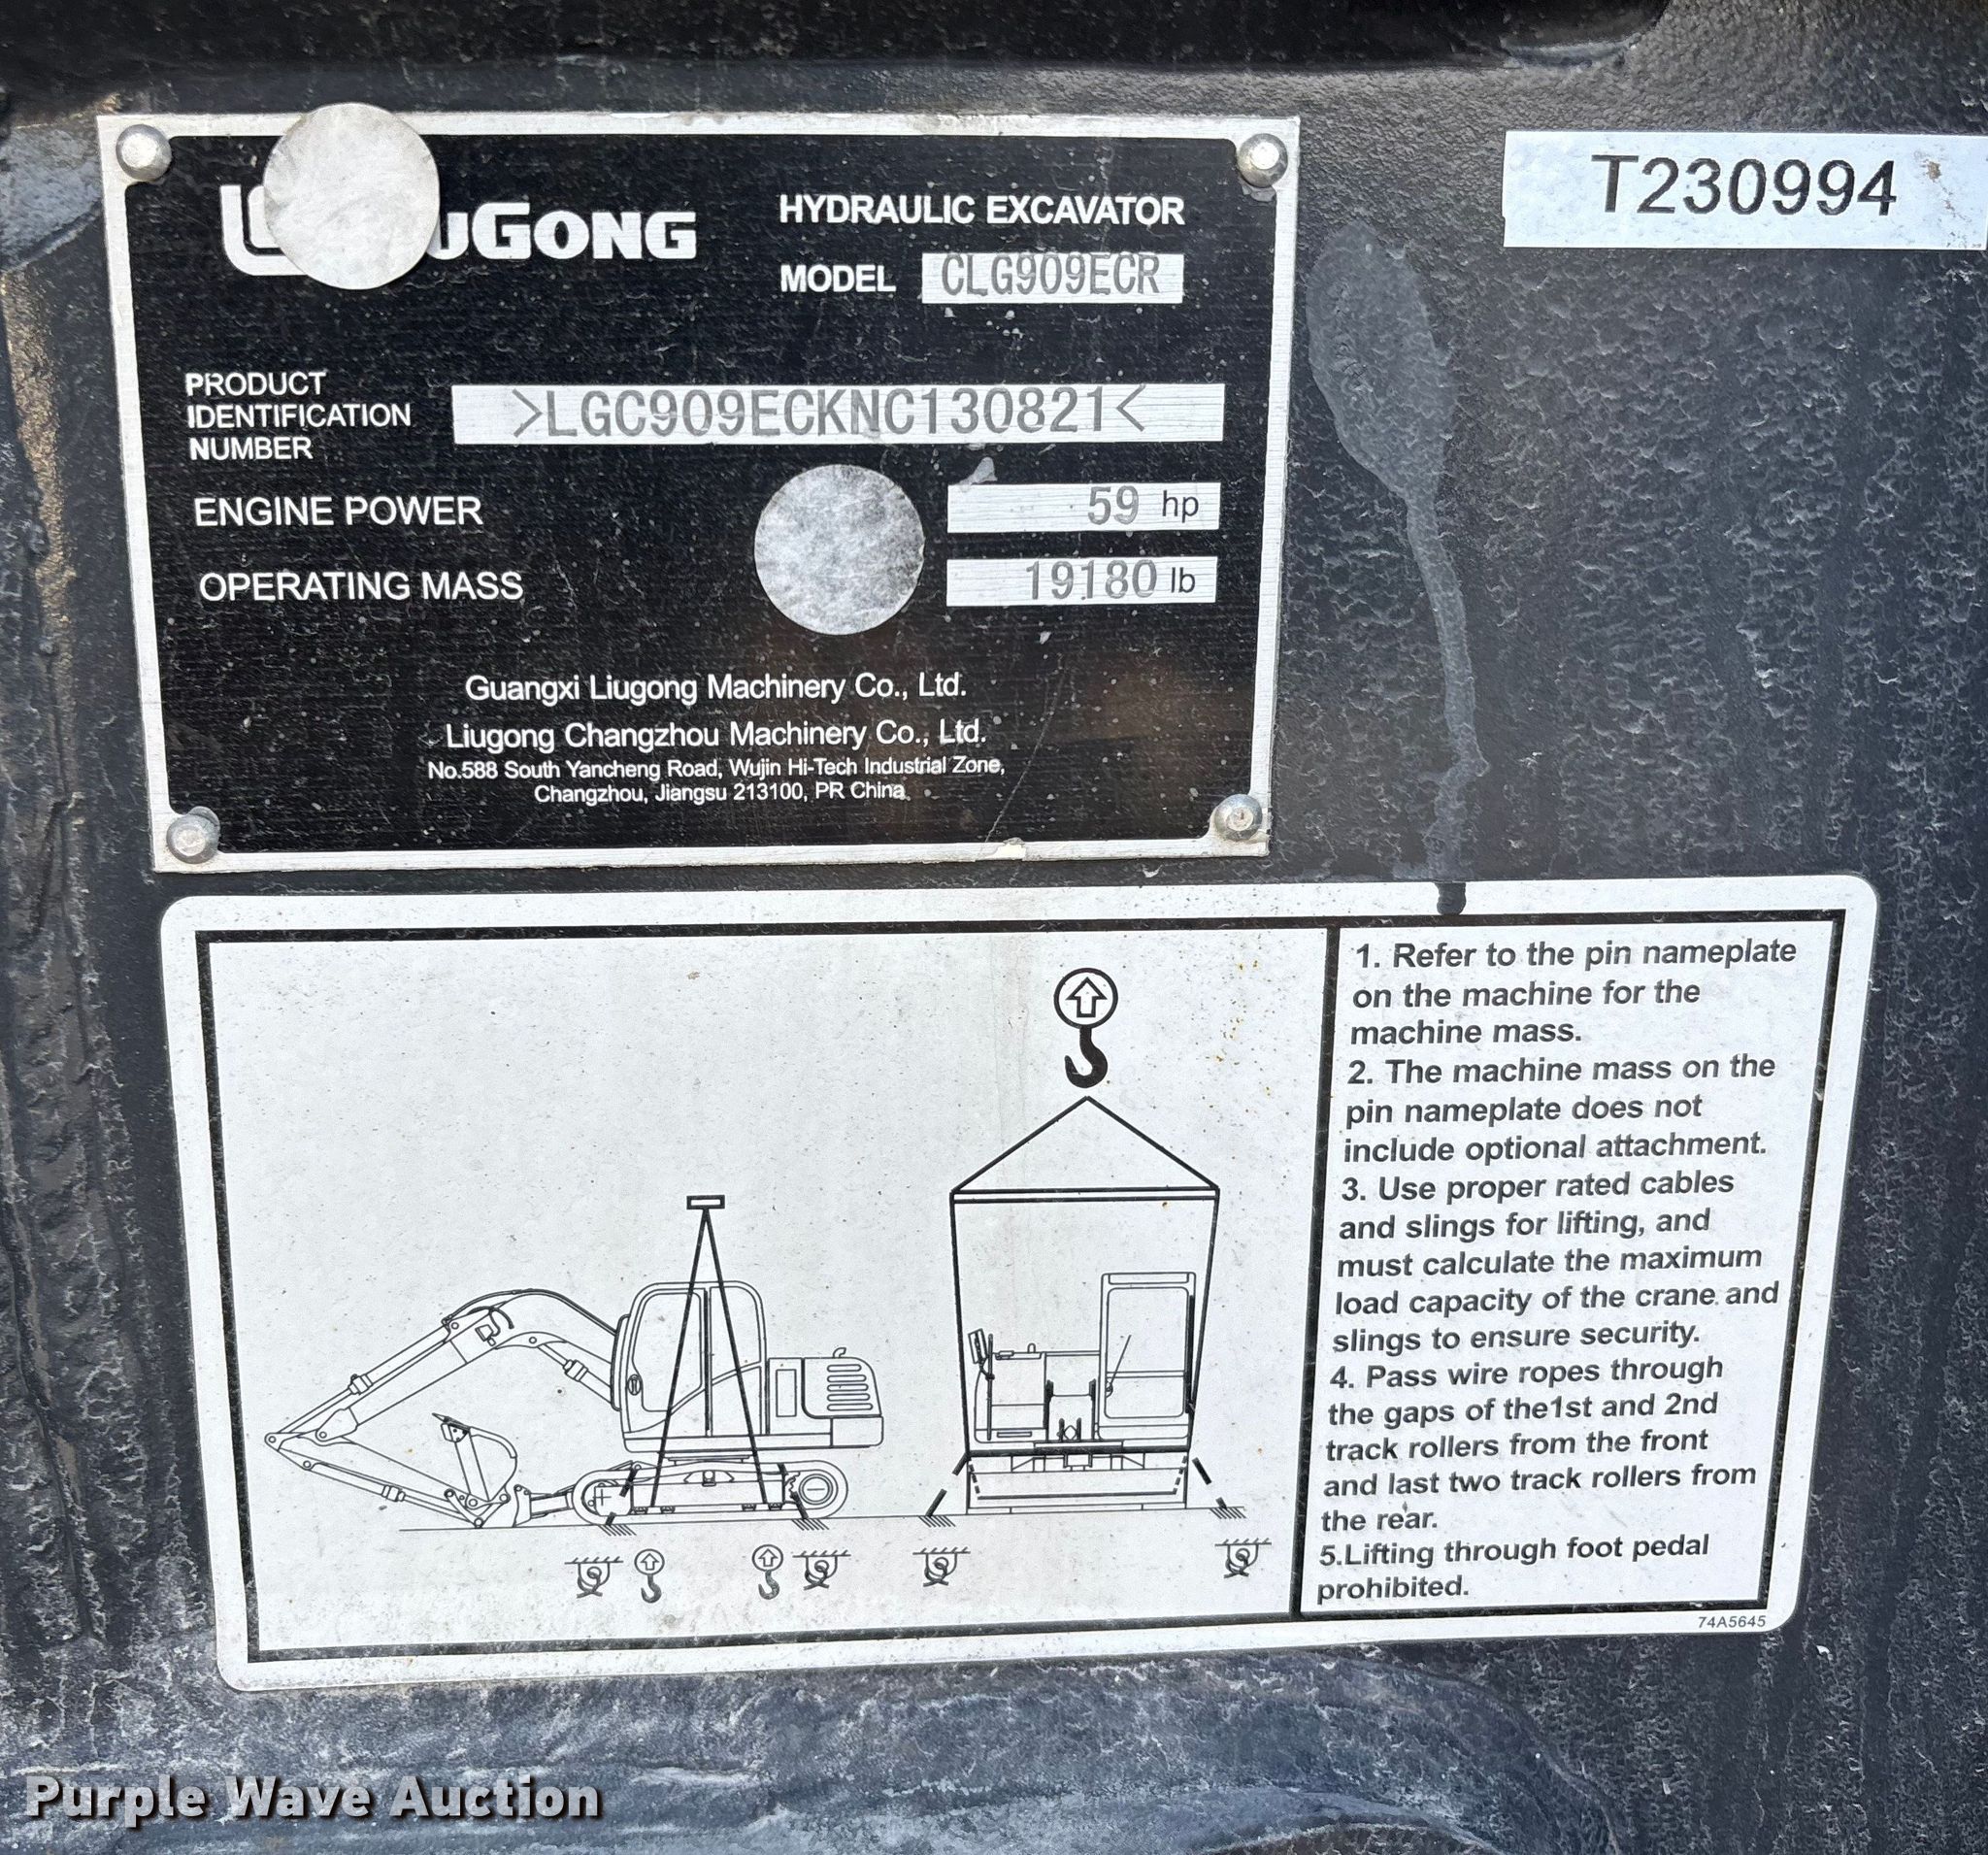 UGONG
HYDRAULIC EXCAVATOR
MODEL CLG909ECR
T230994
PRODUCT
IDENTIFICATION
NUMBER
>LGC909ECKNC130821<
ENGINE POWER 59 hp
OPERATING MASS 19180 lb
Guangxi Liugong Machinery Co., Ltd.
Liugong Changzhou Machinery Co., Ltd.
No.588 South Yancheng Road, Wujin Hi-Tech Industrial Zone,
Changzhou, Jiangsu 213100, PR China
1. Refer to the pin nameplate
on the machine for the
machine mass.
2. The machine mass on the
pin nameplate does not
include optional attachment.
3. Use proper rated cables
and slings for lifting, and
must calculate the maximum
load capacity of the crane and
slings to ensure security.
4. Pass wire ropes through
the gaps of the1st and 2nd
track rollers from the front
and last two track rollers from
the rear.
5.Lifting through foot pedal
prohibited.
74A5645
Purple Wave Auction